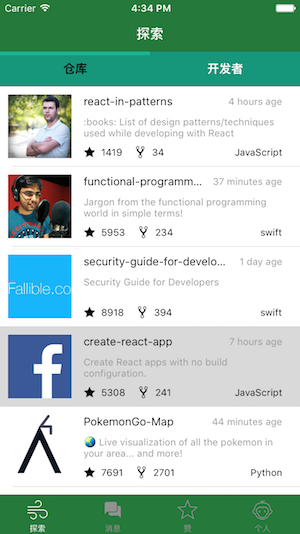 Carrier 4:34 PM
探索
仓库 开发者
react-in-patterns 4 hours ago
:books: List of design patterns/techniques
used while developing with React
1419 34 JavaScript
functional-programm... 37 minutes ago
Jargon from the functional programming
world in simple terms!
5953 234 swift
security-guide-for-develo... 1 day ago
Security Guide for Developers
Fallible.co
8918 394 swift
create-react-app 7 hours ago
Create React apps with no build
configuration.
5308 241 JavaScript
PokemonGo-Map 44 minutes ago
🌏 Live visualization of all the pokemon in
your area... and more!
7691 2701 Python
探索 消息 赞 个人